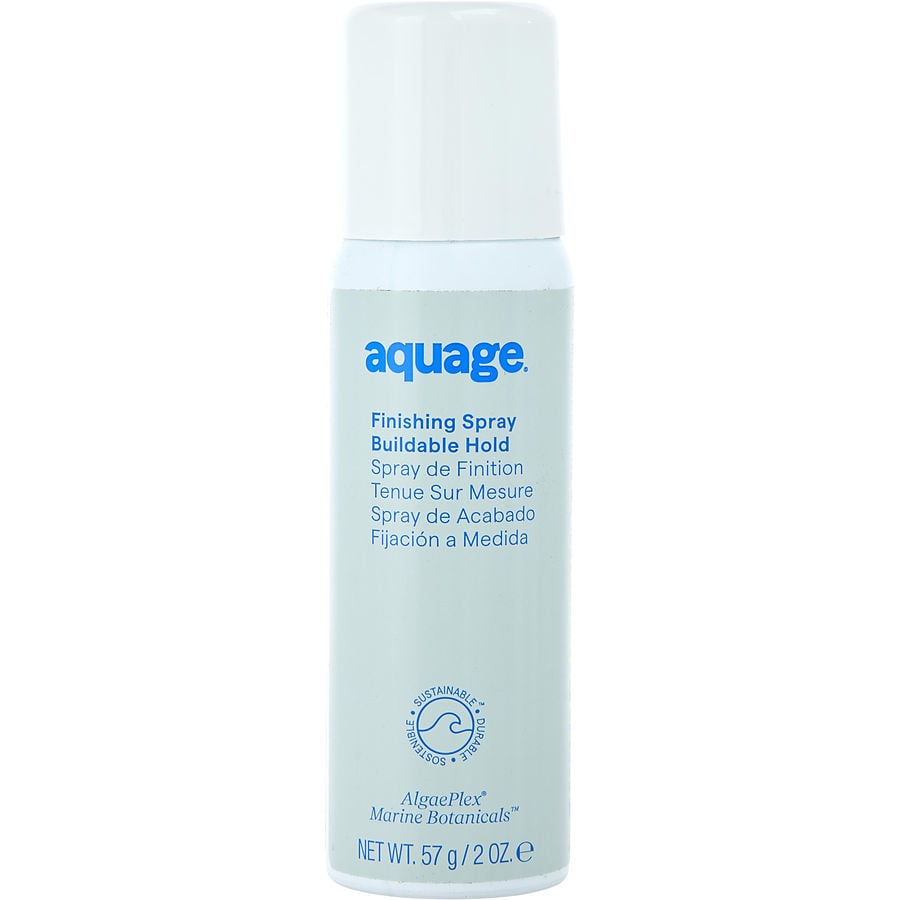 aquage®
Finishing Spray
Buildable Hold
Spray de Finition
Tenue Sur Mesure
Spray de Acabado
Fijación a Medida
SUSTAINABLE • DURABLE • SOSTENIBLE •
AlgaePlex®
Marine Botanicals™
NET WT. 57 g / 2 OZ. ℮